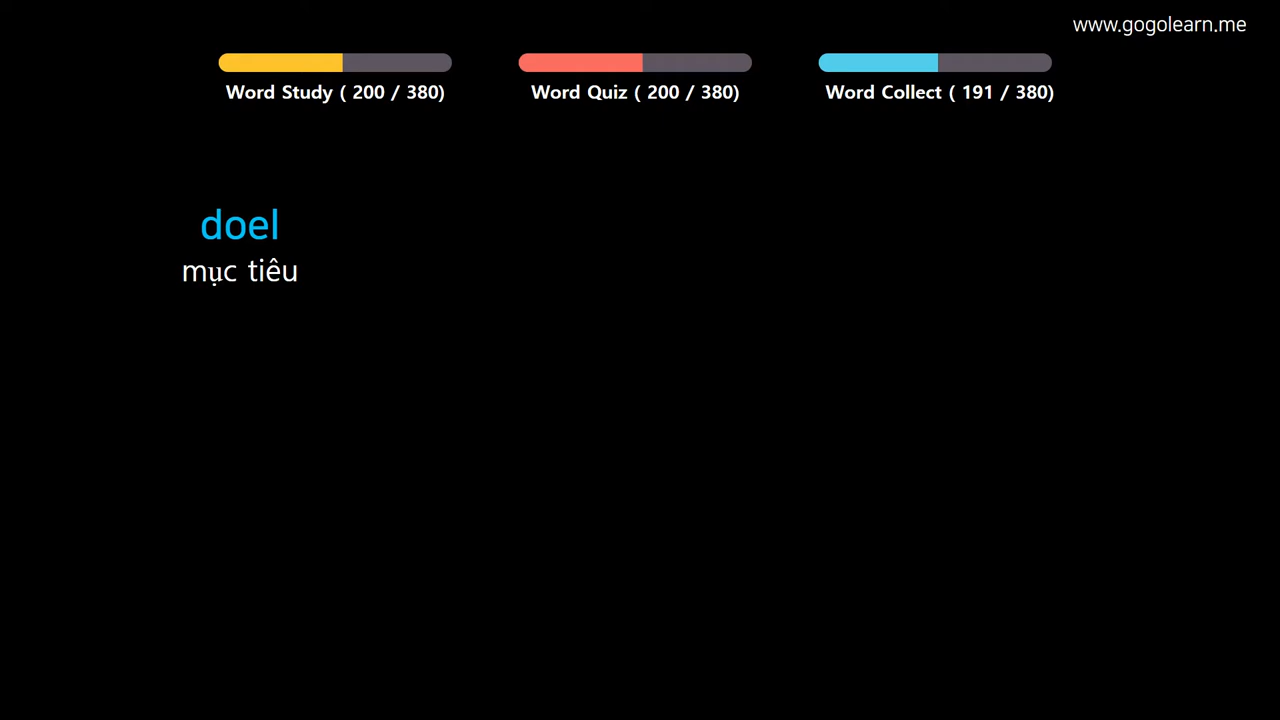 www.gogolearn.me
Word Study ( 200 / 380)
Word Quiz ( 200 / 380)
Word Collect ( 191 / 380)
doel
mục tiêu